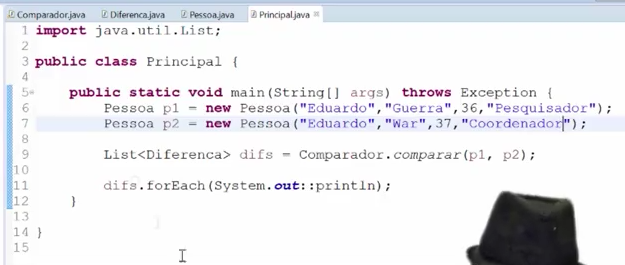 Comparador.java Diferenca.java Pessoa.java Principal.java
1 import java.util.List;
2
3 public class Principal {
4
5 public static void main(String[] args) throws Exception {
6 Pessoa p1 = new Pessoa("Eduardo","Guerra",36,"Pesquisador");
7 Pessoa p2 = new Pessoa("Eduardo","War",37,"Coordenador");
8
9 List<Diferenca> difs = Comparador.comparar(p1, p2);
10
11 difs.forEach(System.out::println);
12 }
13
14 }
15